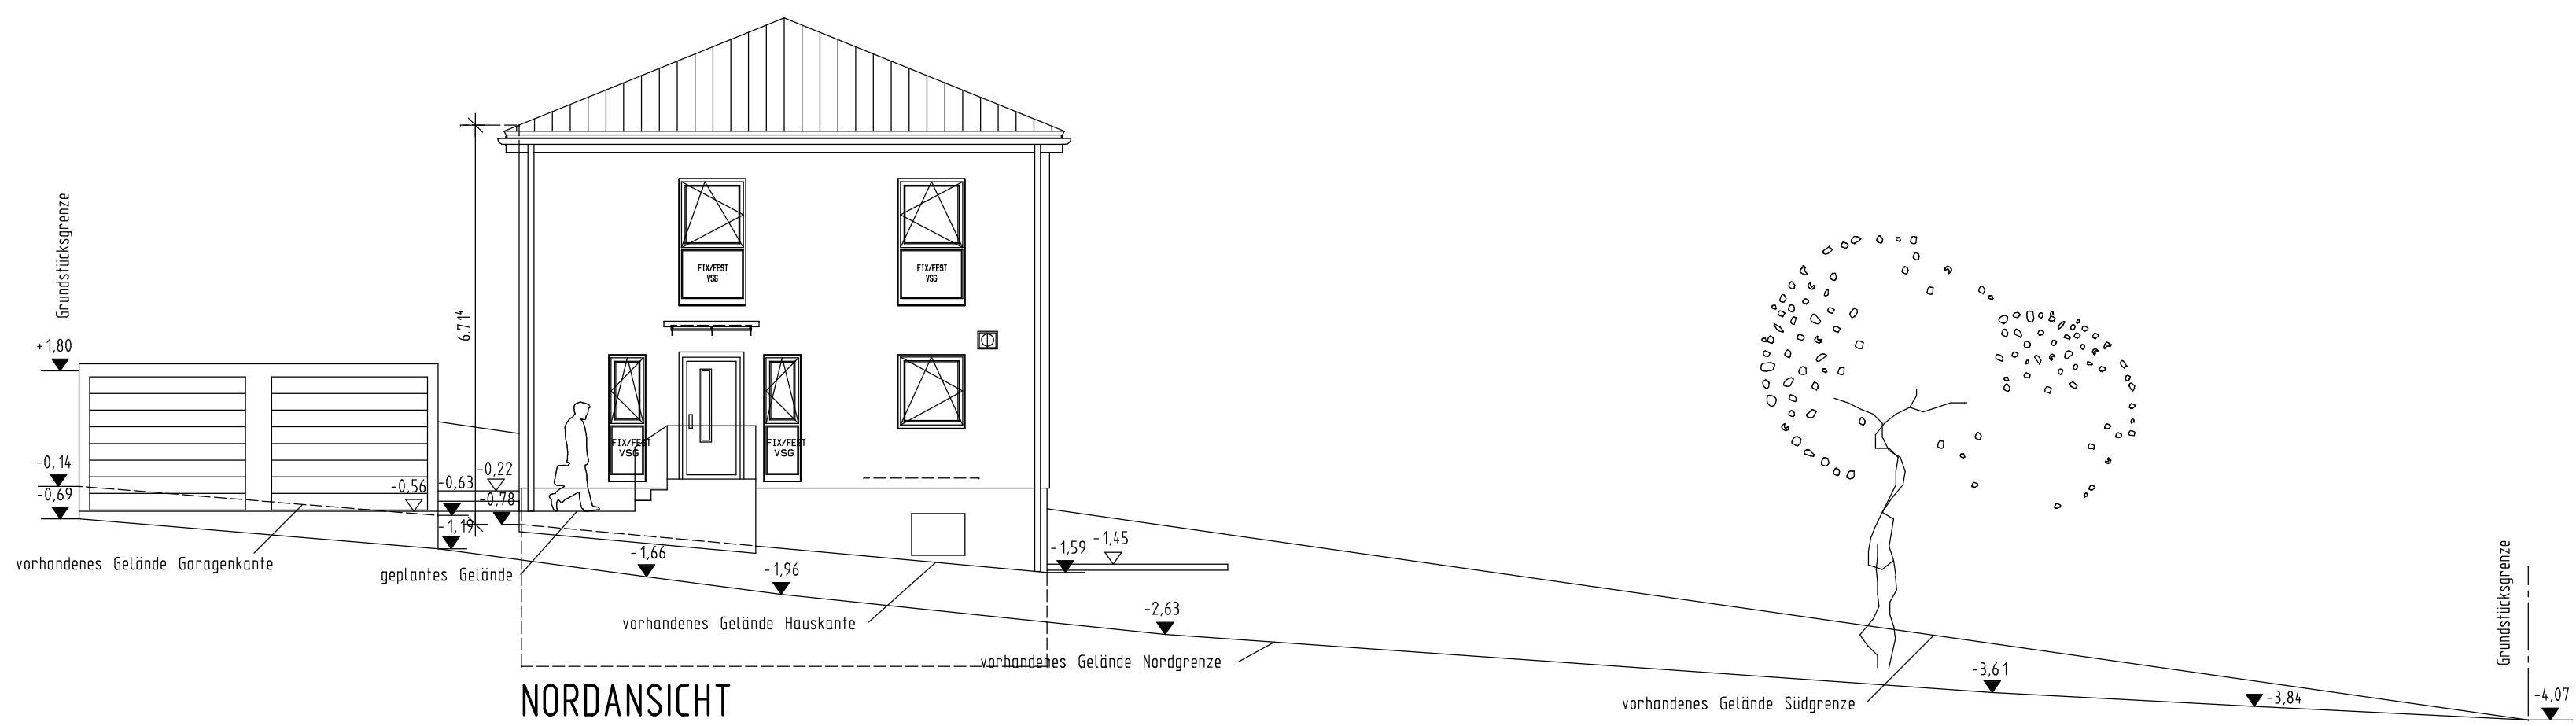 FIX/FEST
VSG
FIX/FEST
VSG
Grundstücksgrenze
6.71⁴
+1,80
FIX/FEST
VSG
FIX/FEST
VSG
-0,14
-0,22
-0,56
-0,63
-0,69
-0,78
-1,19
-1,45
-1,59
-1,66
vorhandenes Gelände Garagenkante
geplantes Gelände
-1,96
-2,63
vorhandenes Gelände Hauskante
vorhandenes Gelände Nordgrenze
Grundstücksgrenze
-3,61
-3,84
-4,07
vorhandenes Gelände Südgrenze
NORDANSICHT